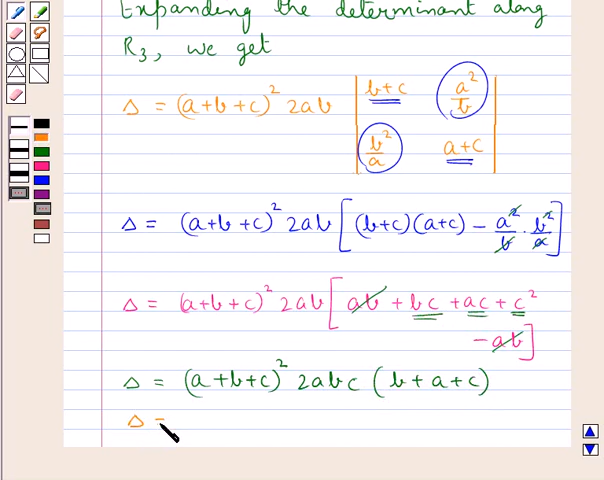 Expanding the determinant along
R₃, we get
Δ = (a+b+c)² 2ab | b+c a²/b |
| b²/a a+c |
Δ = (a+b+c)² 2ab [(b+c)(a+c) − a²/b · b²/a]
Δ = (a+b+c)² 2ab [ab + bc + ac + c²
− ab]
Δ = (a+b+c)² 2abc (b+a+c)
Δ =